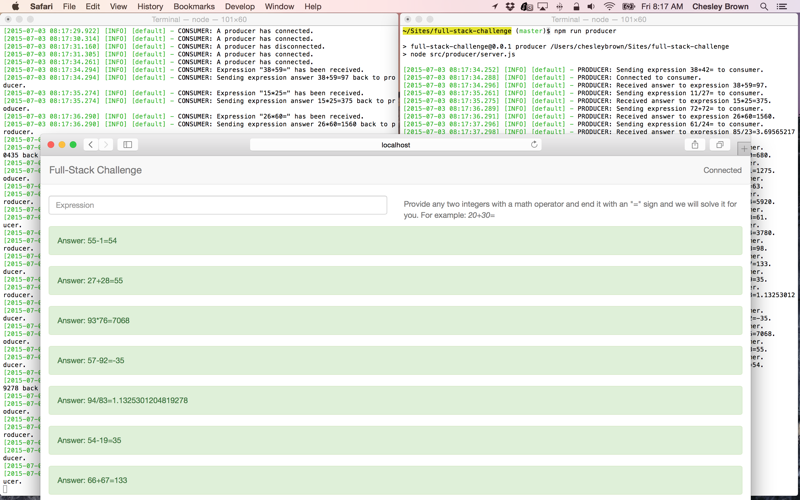 Safari File Edit View History Bookmarks Develop Window Help
Fri 8:17 AM Chesley Brown
Terminal — node — 101×60
[2015-07-03 08:17:29.922] [INFO] [default] - CONSUMER: A producer has connected.
[2015-07-03 08:17:30.314] [INFO] [default] - CONSUMER: A producer has disconnected.
[2015-07-03 08:17:31.160] [INFO] [default] - CONSUMER: A producer has disconnected.
[2015-07-03 08:17:31.305] [INFO] [default] - CONSUMER: A producer has connected.
[2015-07-03 08:17:34.261] [INFO] [default] - CONSUMER: A producer has connected.
[2015-07-03 08:17:34.293] [INFO] [default] - CONSUMER: Expression "38+59=" has been received.
[2015-07-03 08:17:34.294] [INFO] [default] - CONSUMER: Sending expression answer 38+59=97 back to pro
ducer.
[2015-07-03 08:17:35.274] [INFO] [default] - CONSUMER: Expression "15*25=" has been received.
[2015-07-03 08:17:35.274] [INFO] [default] - CONSUMER: Sending expression answer 15*25=375 back to pr
oducer.
[2015-07-03 08:17:36.290] [INFO] [default] - CONSUMER: Expression "26*60=" has been received.
[2015-07-03 08:17:36.290] [INFO] [default] - CONSUMER: Sending expression answer 26*60=1560 back to p
roducer.
Terminal — node — 101×60
~/Sites/full-stack-challenge (master)$ npm run producer
> full-stack-challenge@0.0.1 producer /Users/chesleybrown/Sites/full-stack-challenge
> node src/producer/server.js
[2015-07-03 08:17:34.252] [INFO] [default] - PRODUCER: Sending expression 38+42= to consumer.
[2015-07-03 08:17:34.288] [INFO] [default] - PRODUCER: Connected to consumer.
[2015-07-03 08:17:34.296] [INFO] [default] - PRODUCER: Received answer to expression 38+59=97.
[2015-07-03 08:17:35.261] [INFO] [default] - PRODUCER: Sending expression 11/27= to consumer.
[2015-07-03 08:17:35.275] [INFO] [default] - PRODUCER: Received answer to expression 15*25=375.
[2015-07-03 08:17:36.289] [INFO] [default] - PRODUCER: Sending expression 72+72= to consumer.
[2015-07-03 08:17:36.291] [INFO] [default] - PRODUCER: Received answer to expression 26*60=1560.
[2015-07-03 08:17:37.296] [INFO] [default] - PRODUCER: Sending expression 61/24= to consumer.
[2015-07-03 08:17:37.298] [INFO] [default] - PRODUCER: Received answer to expression 85/23=3.69565217
localhost
Full-Stack Challenge
Connected
Expression
Provide any two integers with a math operator and end it with an "=" sign and we will solve it for
you. For example: 20+30=
Answer: 55-1=54
Answer: 27+28=55
Answer: 93*76=7068
Answer: 57-92=-35
Answer: 94/83=1.1325301204819278
Answer: 54-19=35
Answer: 66+67=133